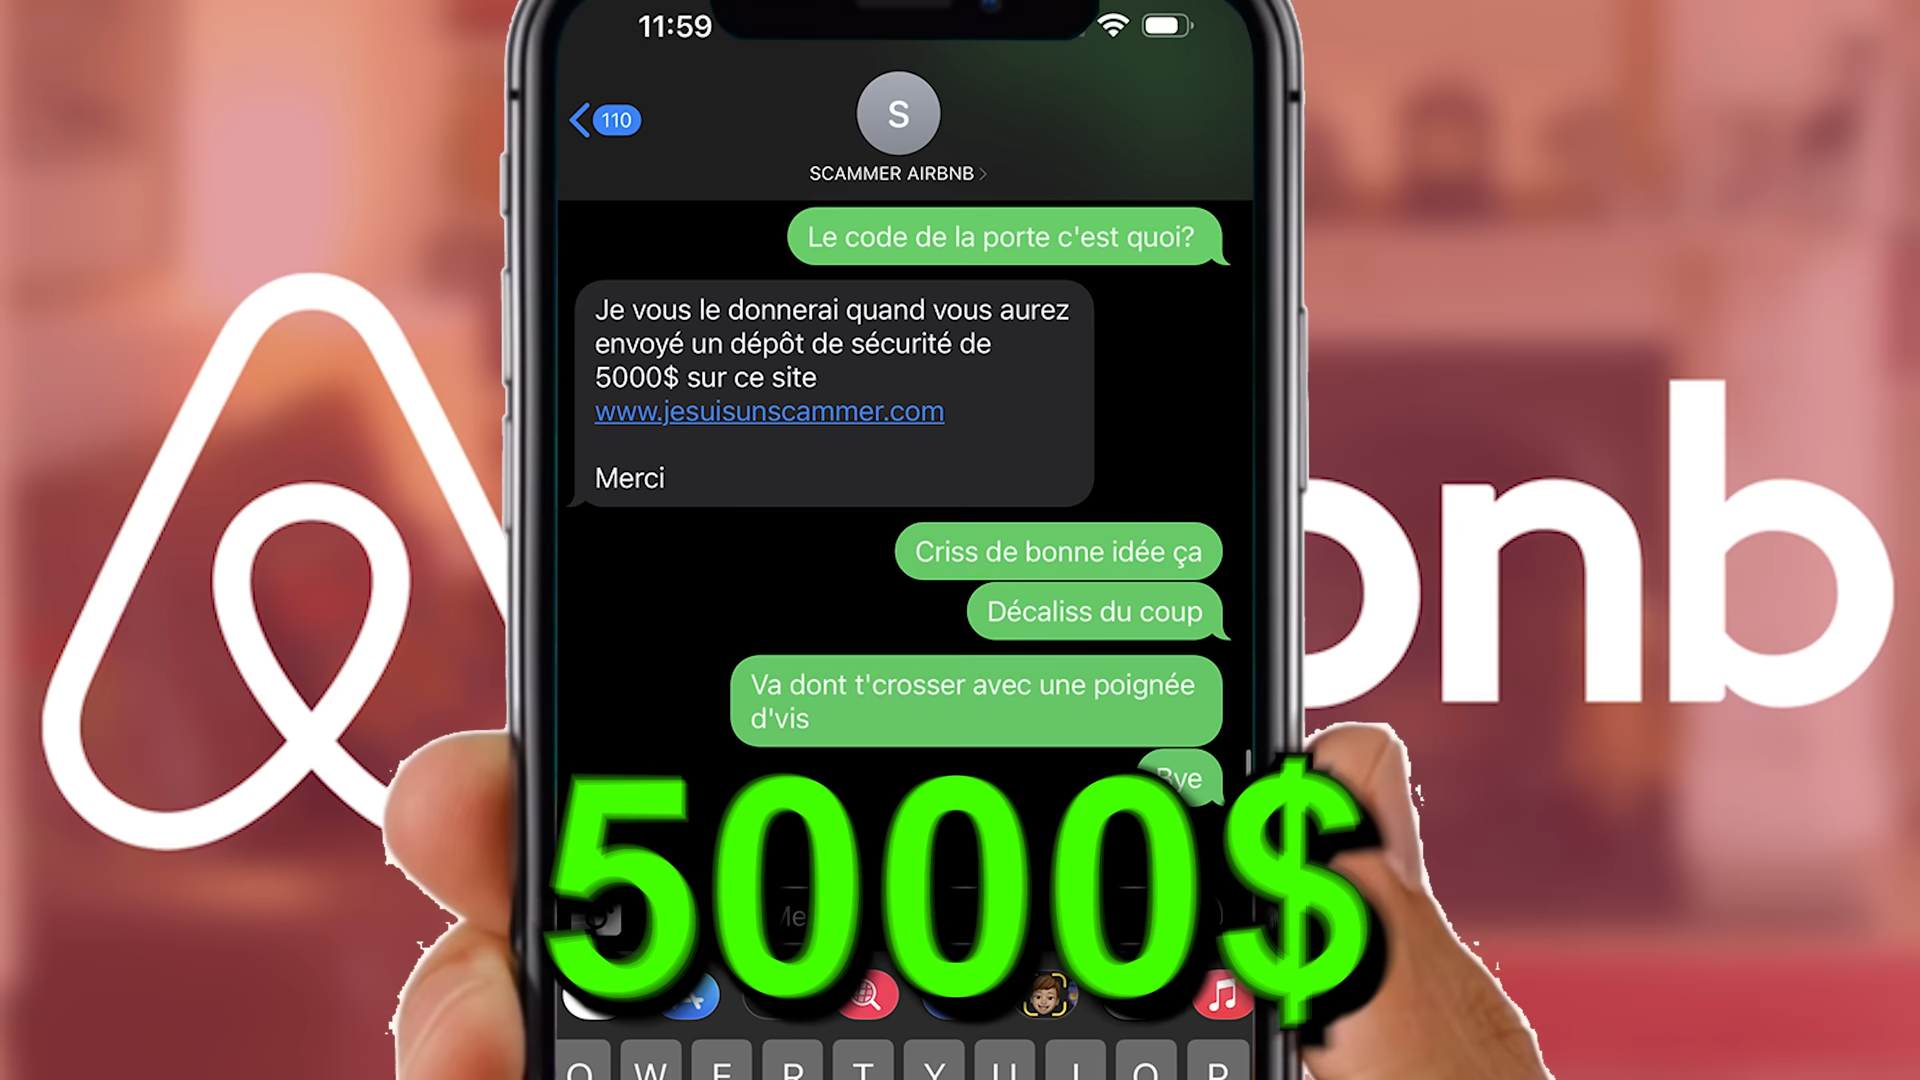 11:59
110
S
SCAMMER AIRBNB
Le code de la porte c'est quoi?
Je vous le donnerai quand vous aurez
envoyé un dépôt de sécurité de
5000$ sur ce site
www.jesuisunscammer.com
Merci
Criss de bonne idée ça
Décaliss du coup
Va dont t'crosser avec une poignée
d'vis
Bye
nb
5000$
Q W E R T Y U I O P